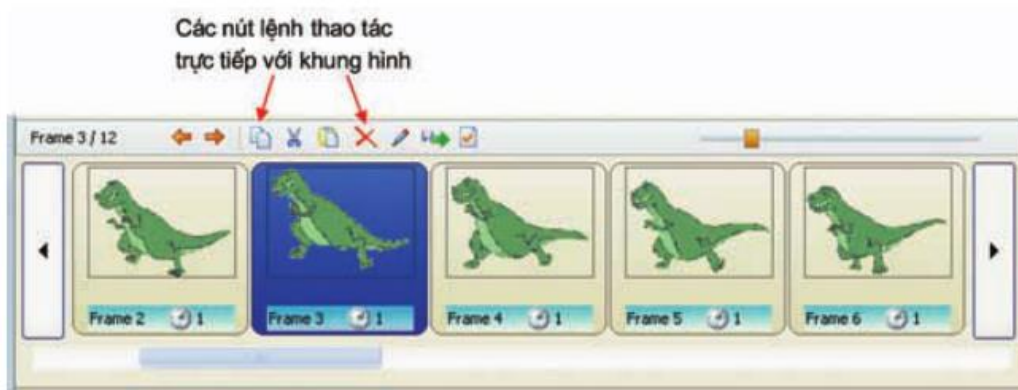 Các nút lệnh thao tác
trực tiếp với khung hình
Frame 3 / 12
Frame 2 1
Frame 3 1
Frame 4 1
Frame 5 1
Frame 6 1